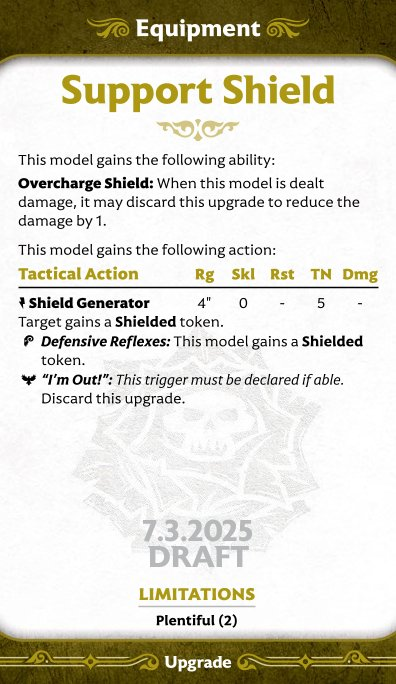 Equipment
Support Shield
This model gains the following ability:
Overcharge Shield: When this model is dealt
damage, it may discard this upgrade to reduce the
damage by 1.
This model gains the following action:
Tactical Action Rg Skl Rst TN Dmg
Shield Generator 4" 0 - 5 -
Target gains a Shielded token.
Defensive Reflexes: This model gains a Shielded
token.
“I’m Out!”: This trigger must be declared if able.
Discard this upgrade.
7.3.2025
DRAFT
LIMITATIONS
Plentiful (2)
Upgrade